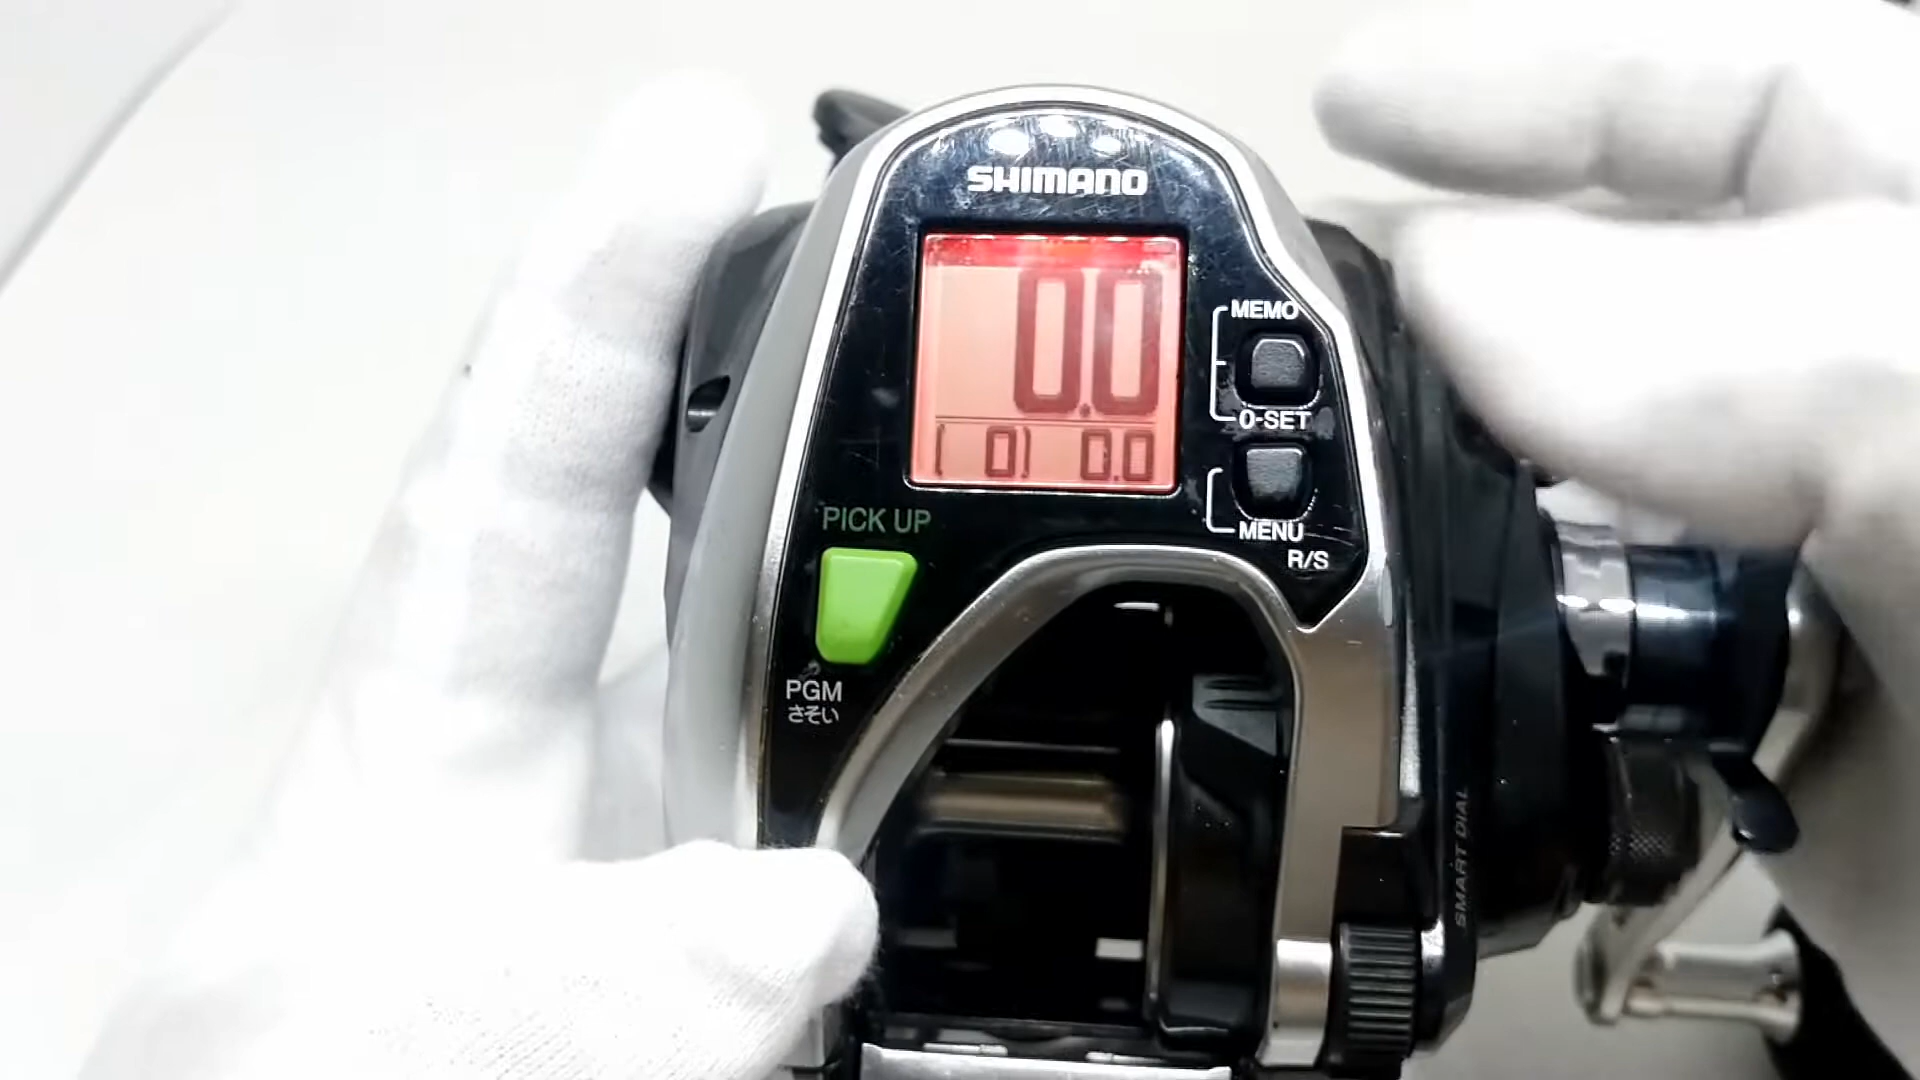 SHIMANO
0.0
MEMO
0-SET
[ 0] 0.0
PICK UP
MENU
R/S
PGM
さそい
SMART DIAL